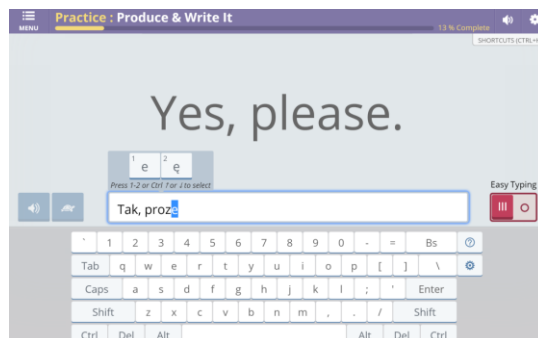 MENU
Practice : Produce & Write It
13 % Complete
SHORTCUTS (CTRL+
Yes, please.
1 e 2 ę
Press 1-2 or Ctrl ↑or ↓to select
Easy Typing
Tak, proze
` 1 2 3 4 5 6 7 8 9 0 - = Bs
Tab q w e r t y u i o p [ ] \
Caps a s d f g h j k l ; ' Enter
Shift z x c v b n m , . / Shift
Ctrl Del Alt Alt Del Ctrl